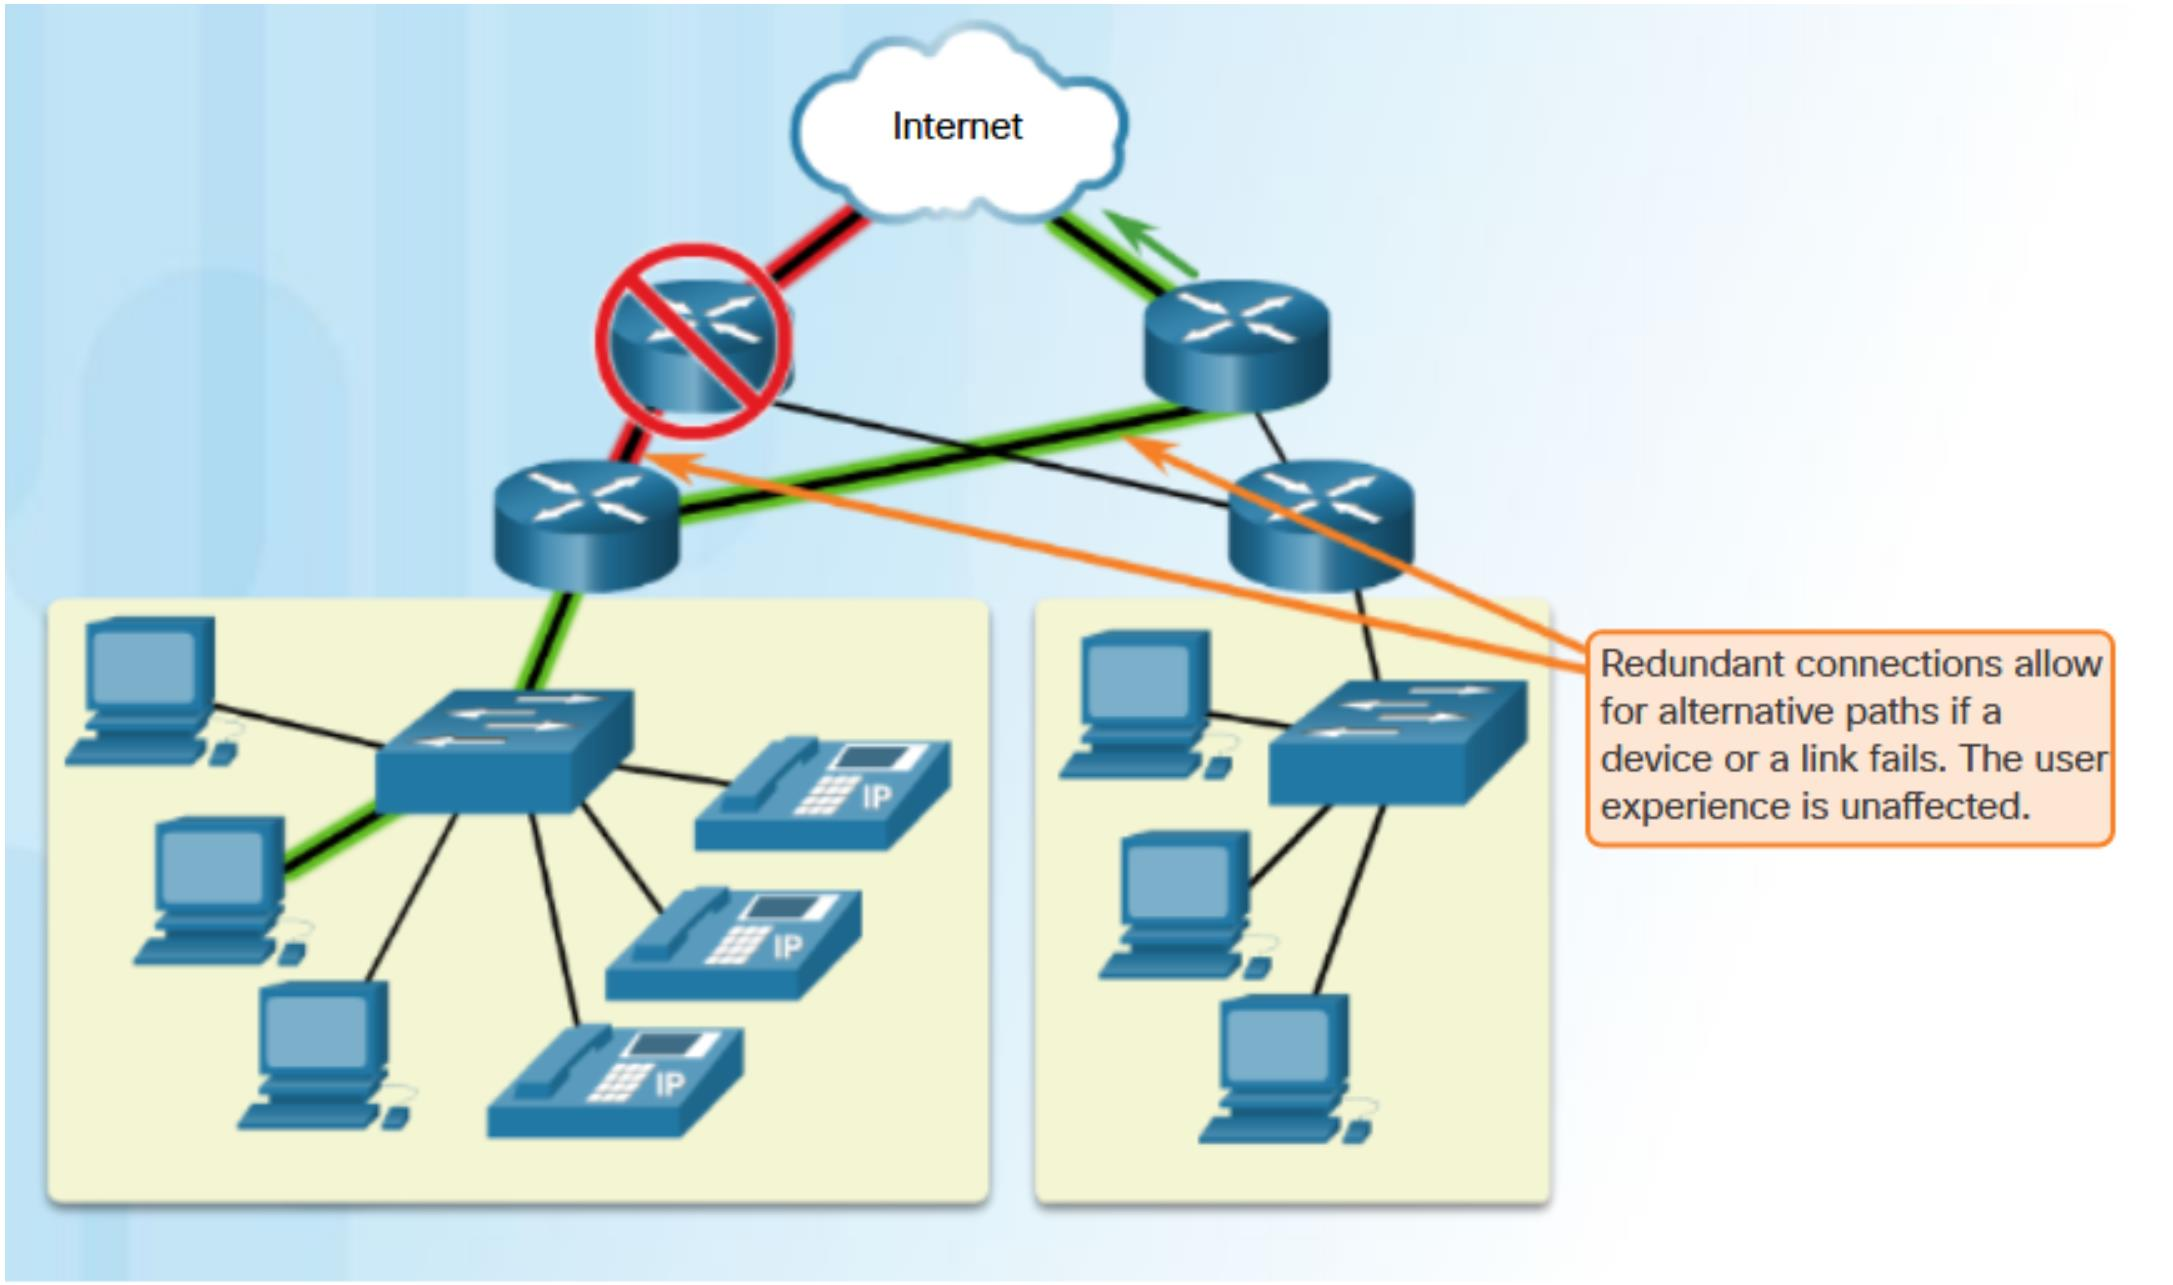 Internet
Redundant connections allow
for alternative paths if a
device or a link fails. The user
experience is unaffected.
IP
IP
IP